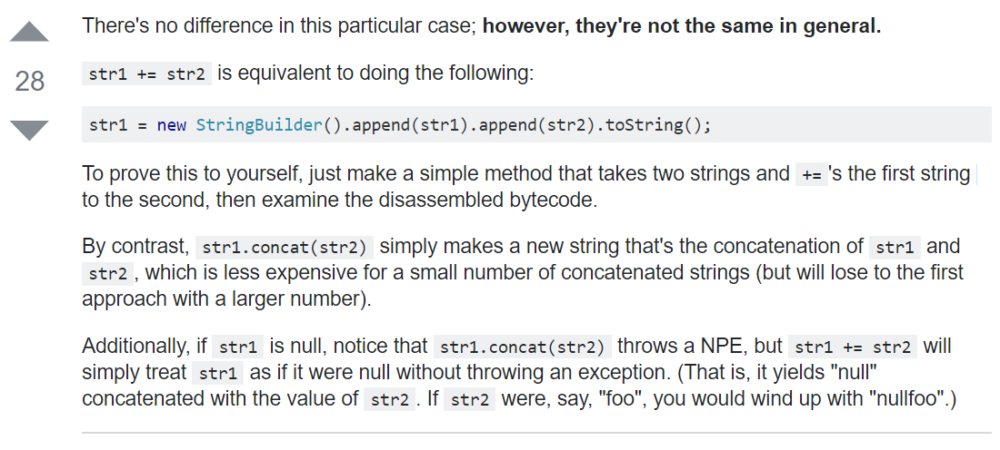 There's no difference in this particular case; however, they're not the same in general.
28
str1 += str2 is equivalent to doing the following:
str1 = new StringBuilder().append(str1).append(str2).toString();
To prove this to yourself, just make a simple method that takes two strings and +='s the first string
to the second, then examine the disassembled bytecode.
By contrast, str1.concat(str2) simply makes a new string that's the concatenation of str1 and
str2, which is less expensive for a small number of concatenated strings (but will lose to the first
approach with a larger number).
Additionally, if str1 is null, notice that str1.concat(str2) throws a NPE, but str1 += str2 will
simply treat str1 as if it were null without throwing an exception. (That is, it yields "null"
concatenated with the value of str2. If str2 were, say, "foo", you would wind up with "nullfoo".)